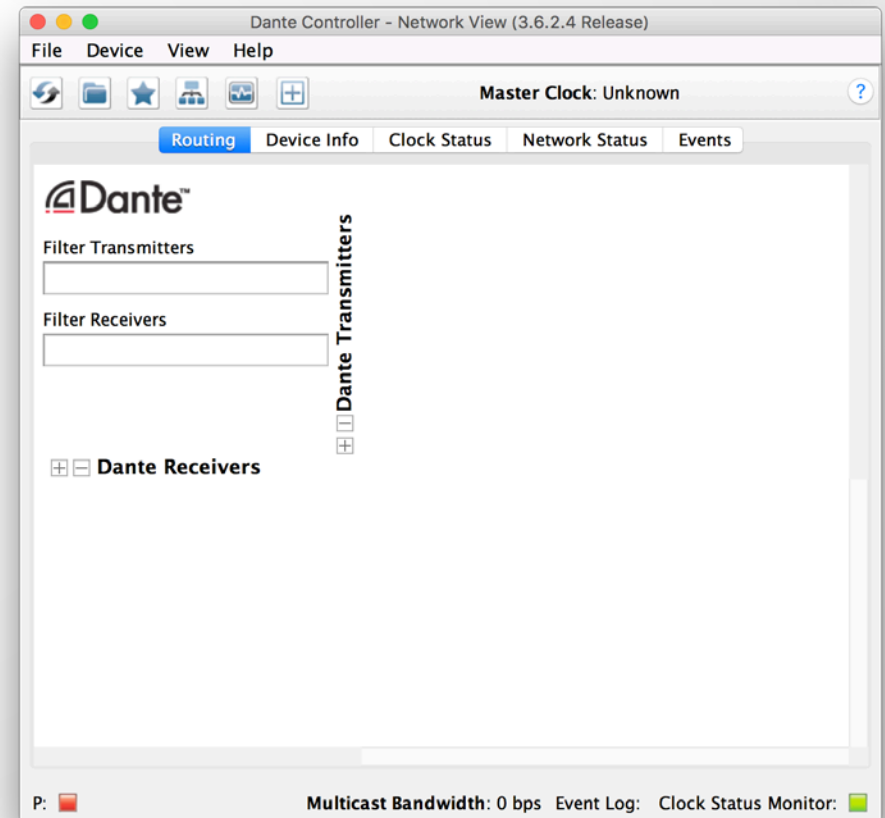 Dante Controller - Network View (3.6.2.4 Release)
File Device View Help
Master Clock: Unknown ?
Routing Device Info Clock Status Network Status Events
Dante™
Filter Transmitters
Filter Receivers
Dante Transmitters
Dante Receivers
P: Multicast Bandwidth: 0 bps Event Log: Clock Status Monitor: